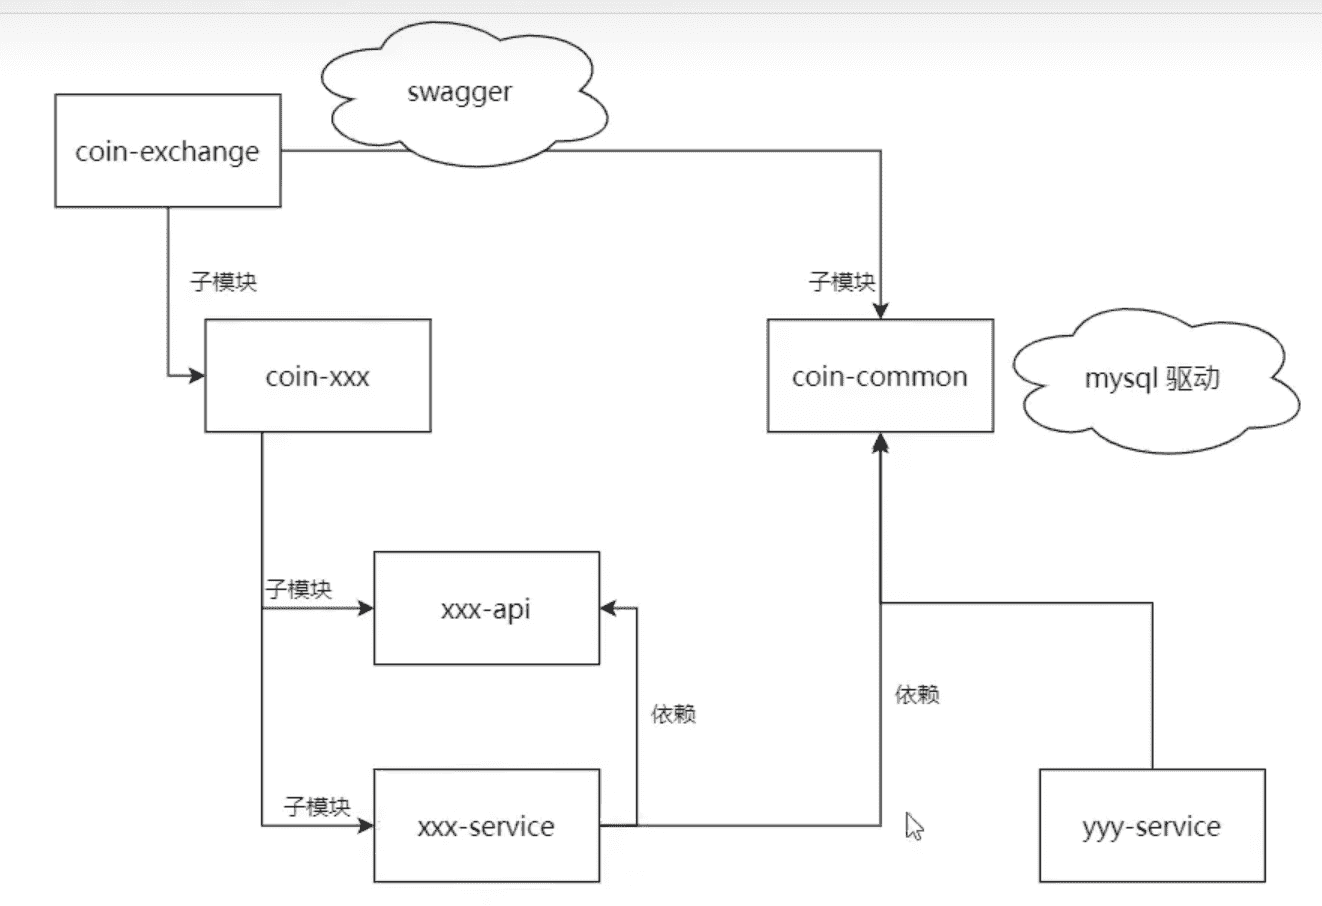 swagger
coin-exchange
子模块
子模块
coin-xxx
coin-common
mysql 驱动
子模块
xxx-api
依赖
依赖
子模块
xxx-service
yyy-service